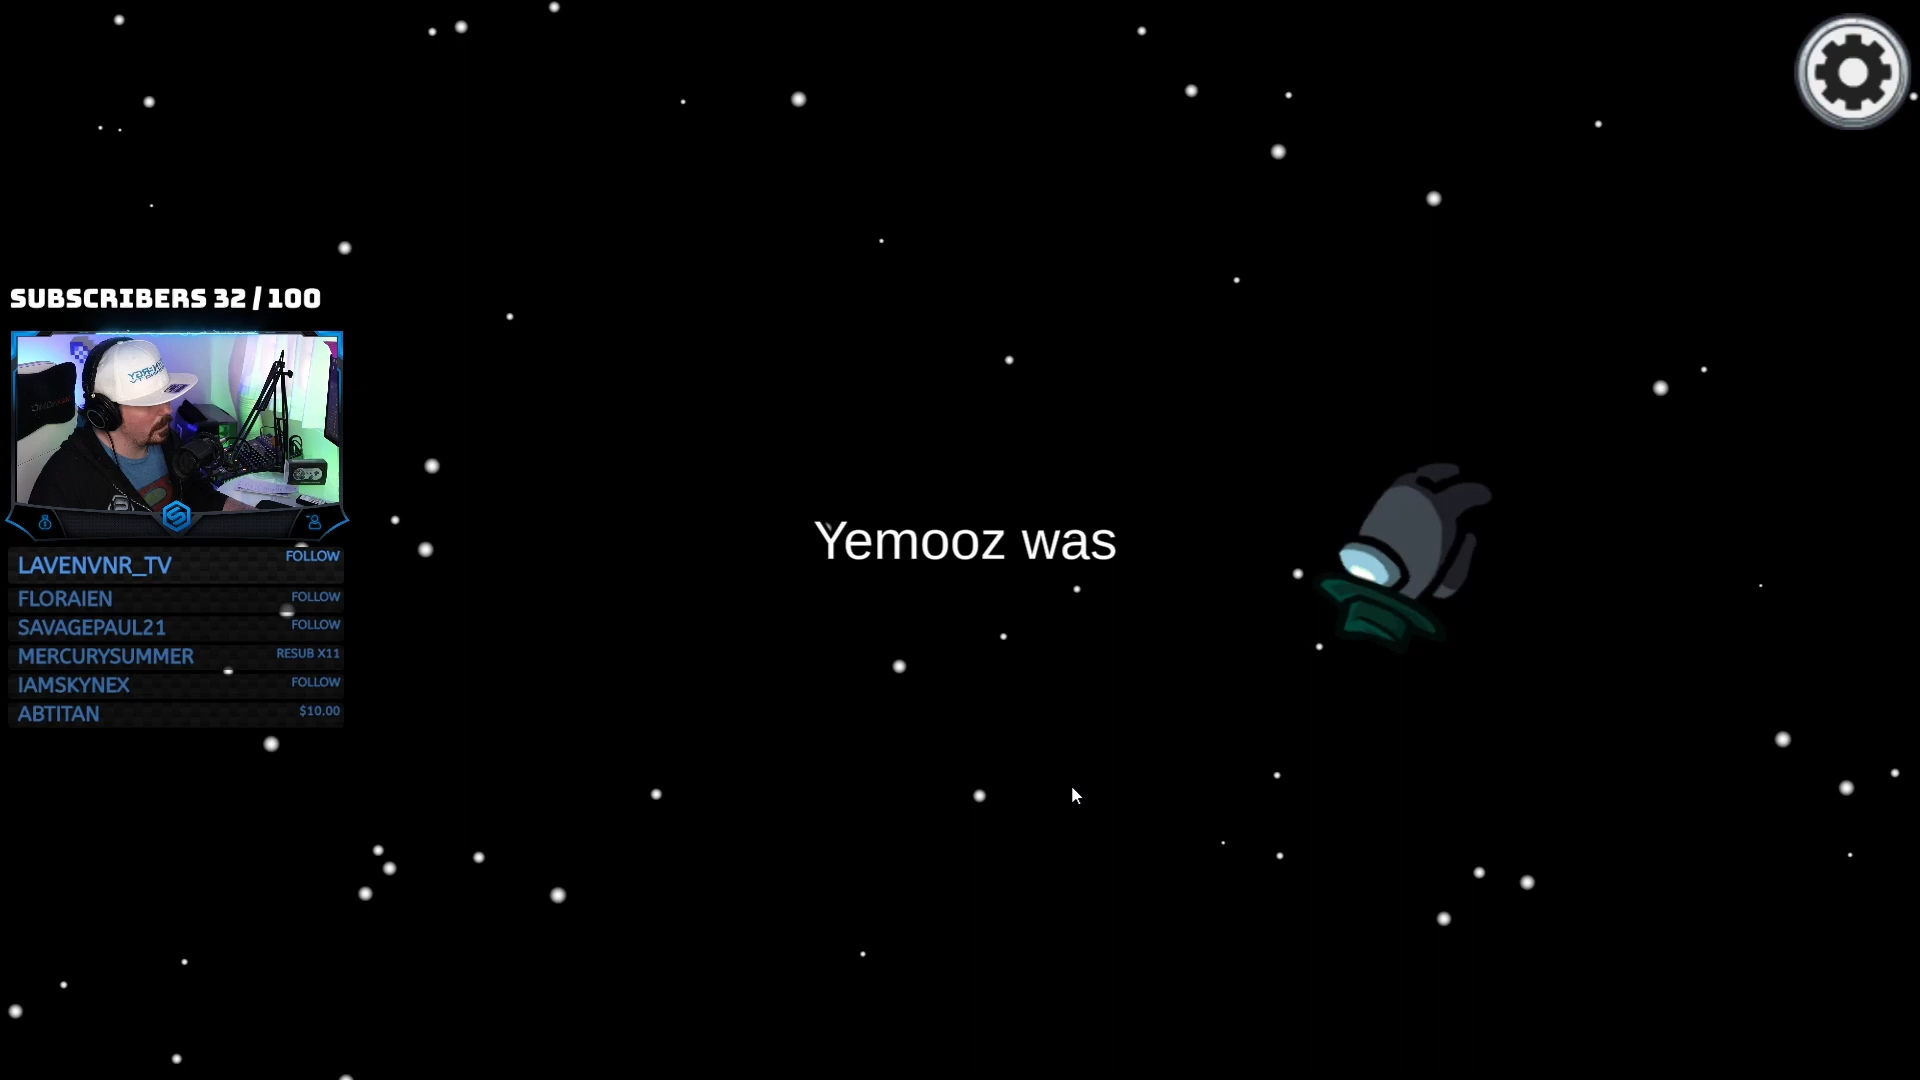 SUBSCRIBERS 32 / 100
LAVENVNR_TV FOLLOW
FLORAIEN FOLLOW
SAVAGEPAUL21 FOLLOW
MERCURYSUMMER RESUB X11
IAMSKYNEX FOLLOW
ABTITAN $10.00
Yemooz was